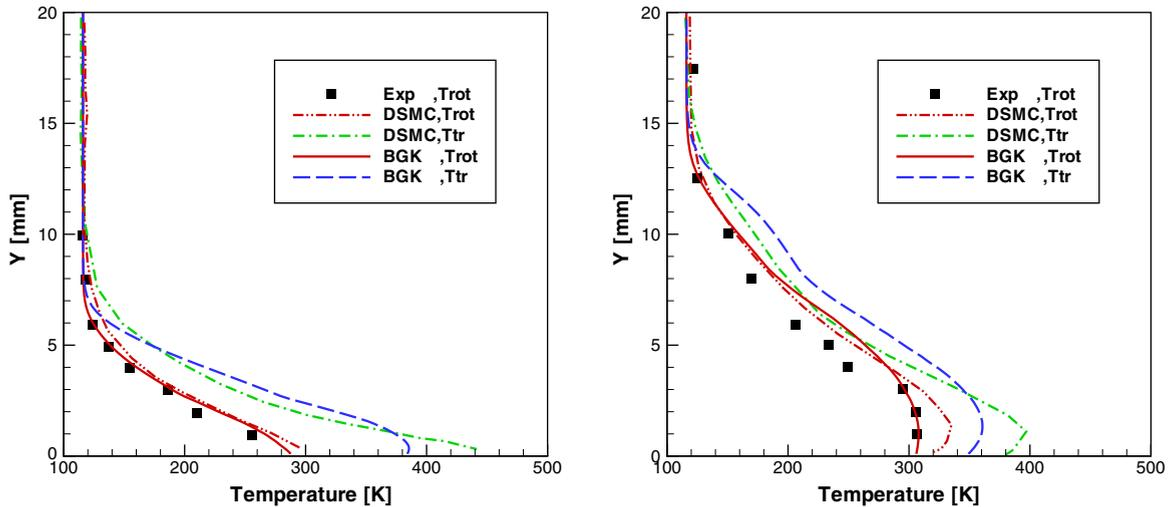 20
15
10
5
0
Y [mm]
100
200
300
400
500
Temperature [K]
Exp ,Trot
DSMC,Trot
DSMC,Ttr
BGK ,Trot
BGK ,Ttr
20
15
10
5
0
Y [mm]
100
200
300
400
500
Temperature [K]
Exp ,Trot
DSMC,Trot
DSMC,Ttr
BGK ,Trot
BGK ,Ttr